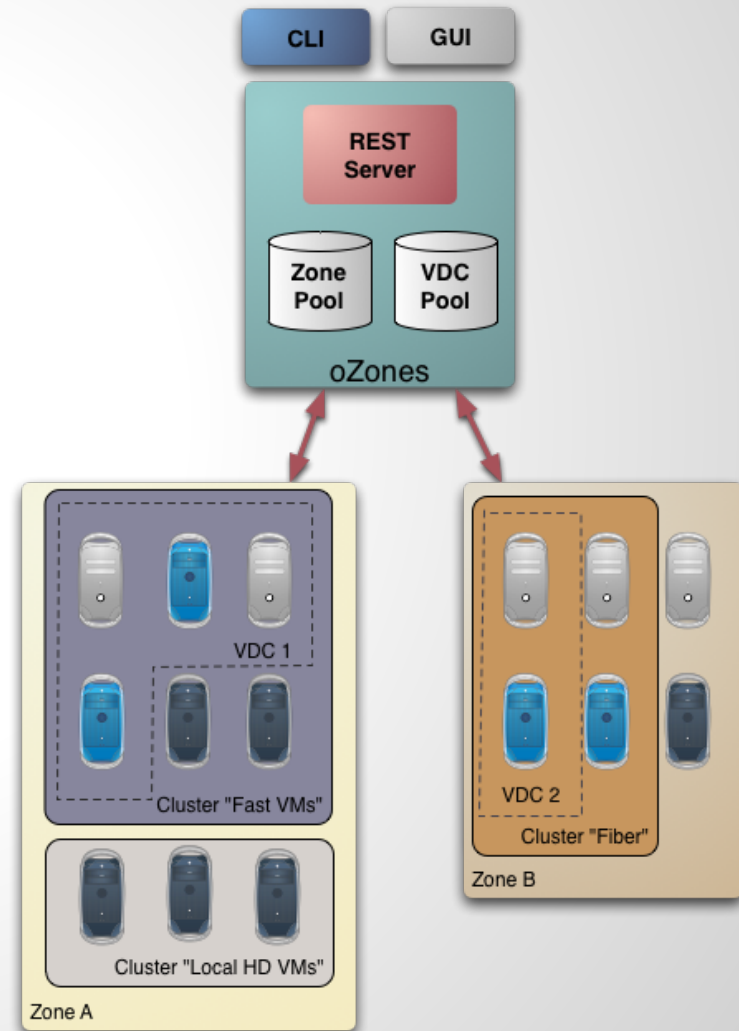 CLI
GUI
REST
Server
Zone
Pool
VDC
Pool
oZones
VDC 1
Cluster "Fast VMs"
Cluster "Local HD VMs"
Zone A
VDC 2
Cluster "Fiber"
Zone B